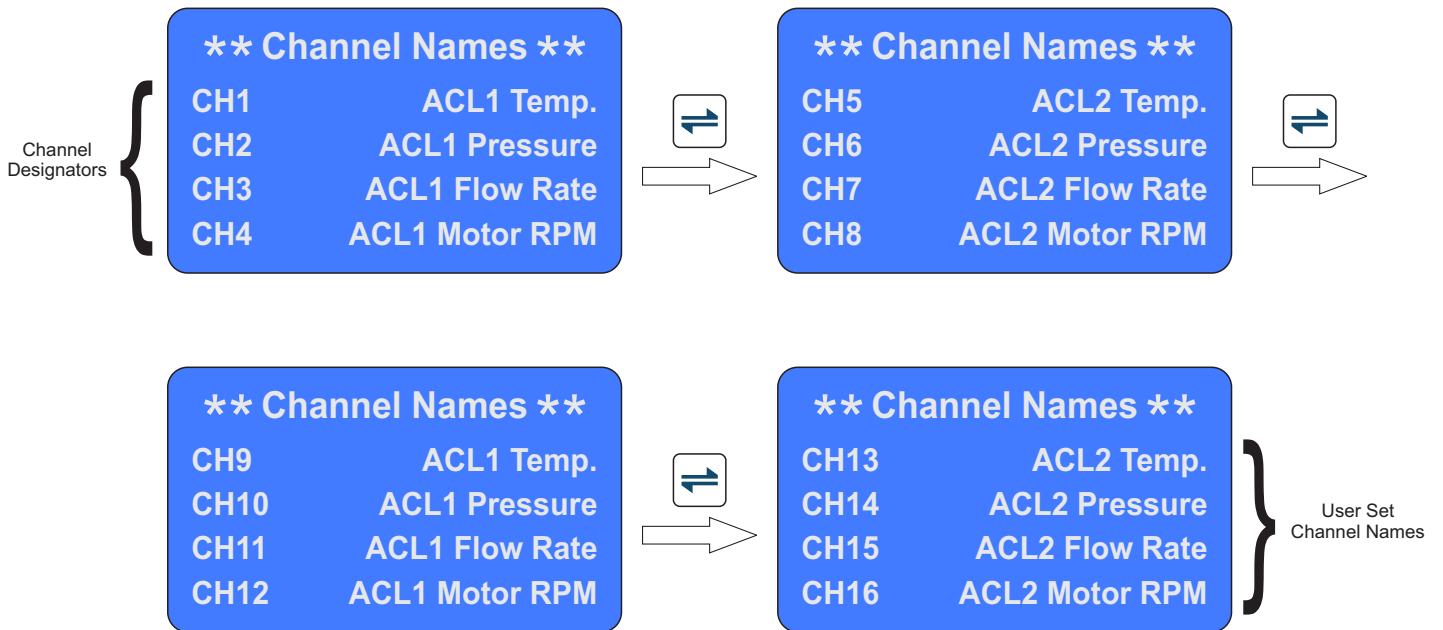 Channel
Designators
** Channel Names **
CH1 ACL1 Temp.
CH2 ACL1 Pressure
CH3 ACL1 Flow Rate
CH4 ACL1 Motor RPM
** Channel Names **
CH5 ACL2 Temp.
CH6 ACL2 Pressure
CH7 ACL2 Flow Rate
CH8 ACL2 Motor RPM
** Channel Names **
CH9 ACL1 Temp.
CH10 ACL1 Pressure
CH11 ACL1 Flow Rate
CH12 ACL1 Motor RPM
** Channel Names **
CH13 ACL2 Temp.
CH14 ACL2 Pressure
CH15 ACL2 Flow Rate
CH16 ACL2 Motor RPM
User Set
Channel Names